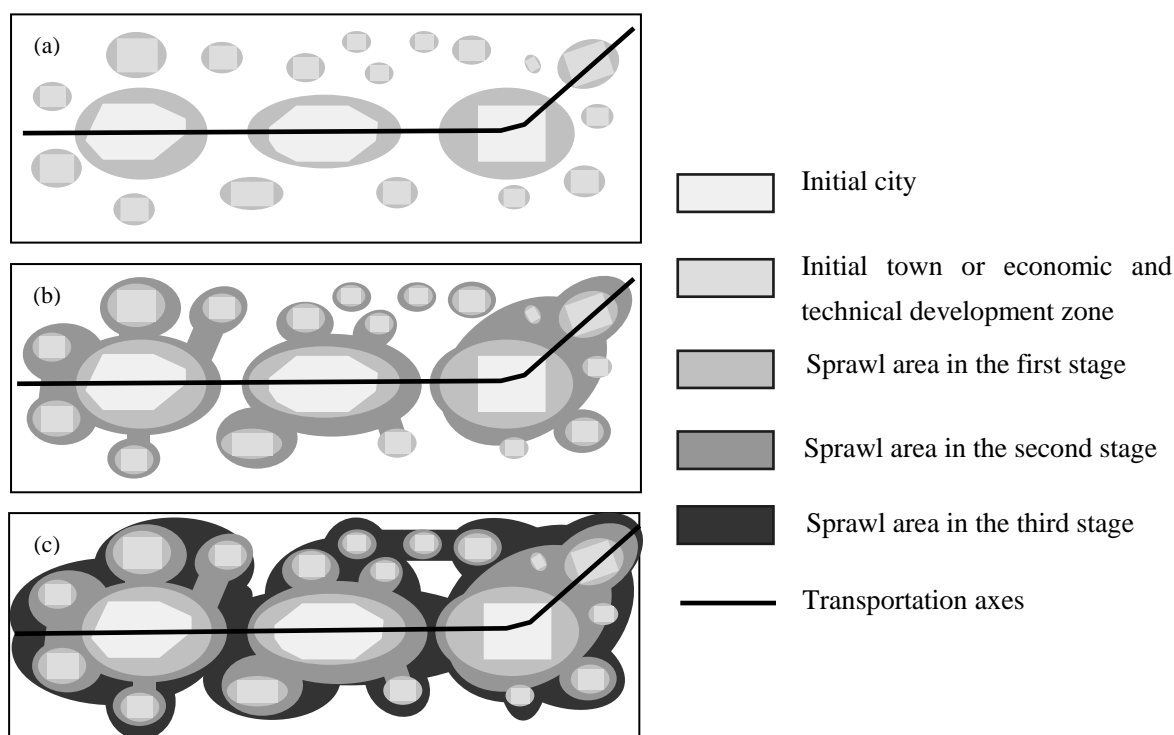 (a)
(b)
(c)
Initial city
Initial town or economic and
technical development zone
Sprawl area in the first stage
Sprawl area in the second stage
Sprawl area in the third stage
Transportation axes